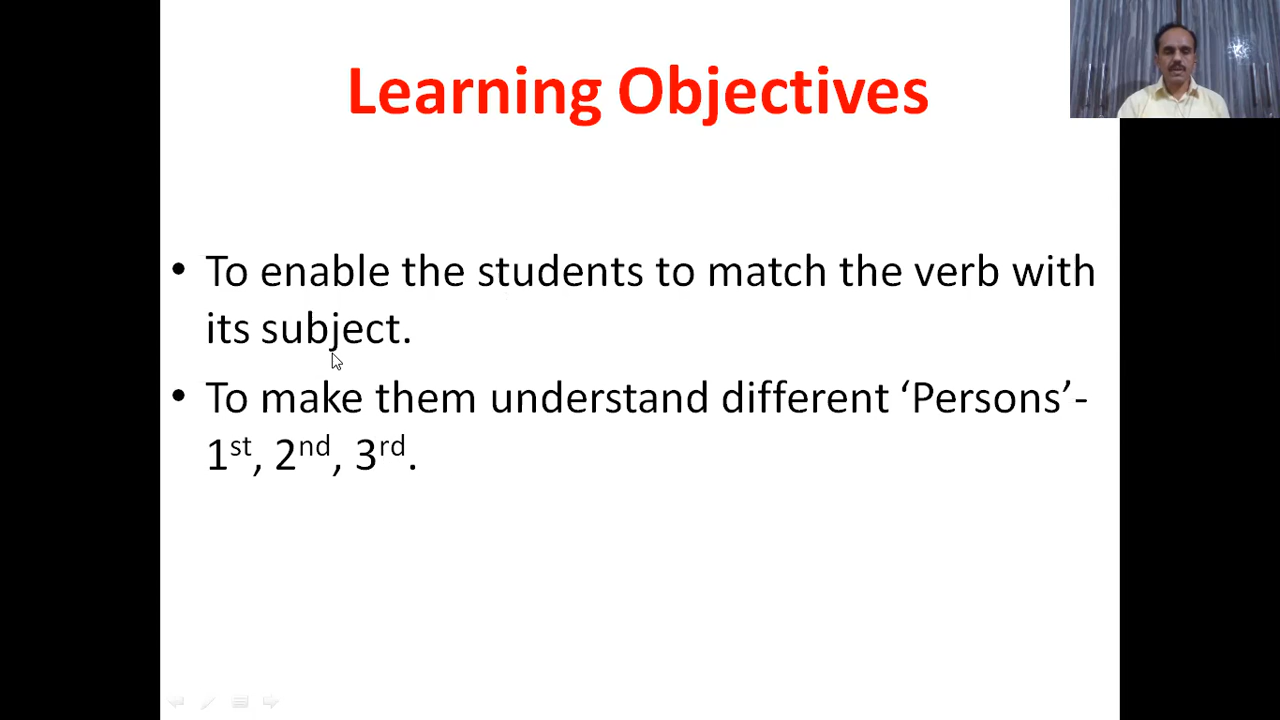 Learning Objectives
• To enable the students to match the verb with
its subject.
• To make them understand different ‘Persons’-
1st, 2nd, 3rd.